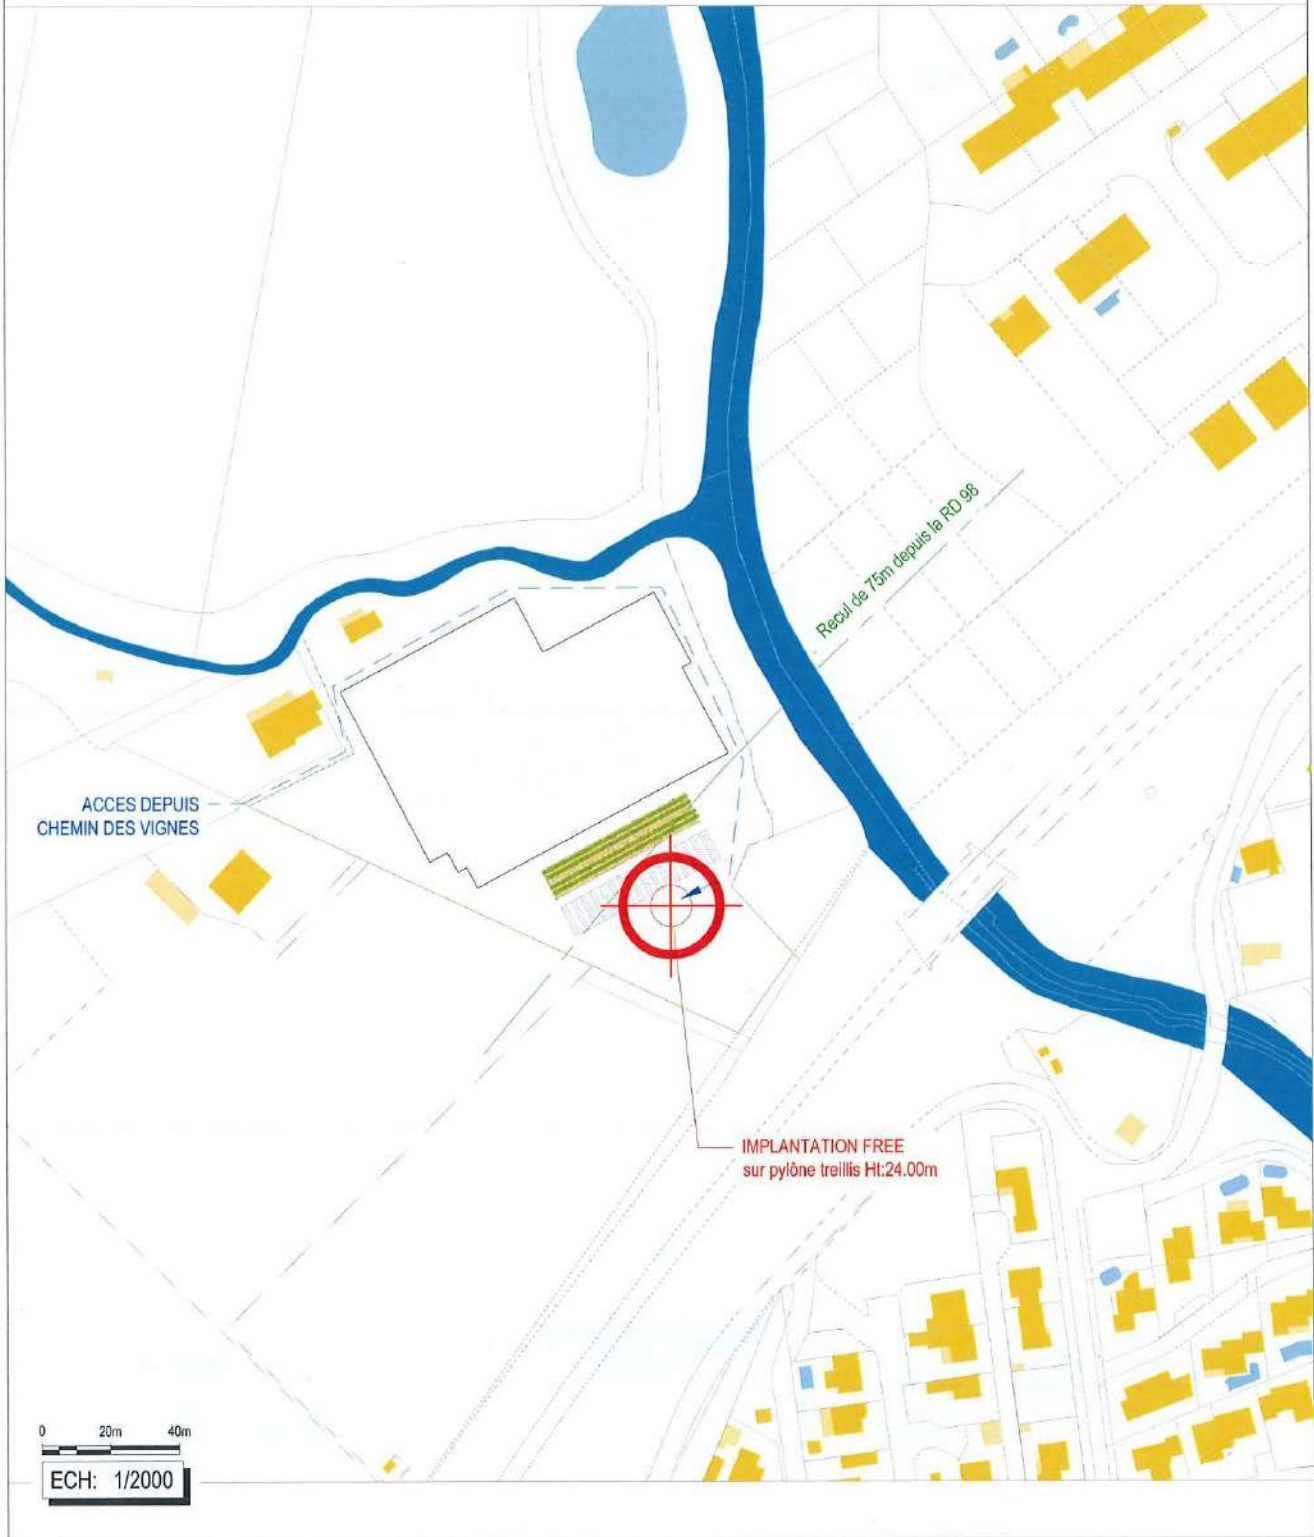 Recul de 75m depuis la RD 98
ACCES DEPUIS
CHEMIN DES VIGNES
IMPLANTATION FREE
sur pylône treillis Ht:24.00m
0 20m 40m
ECH: 1/2000